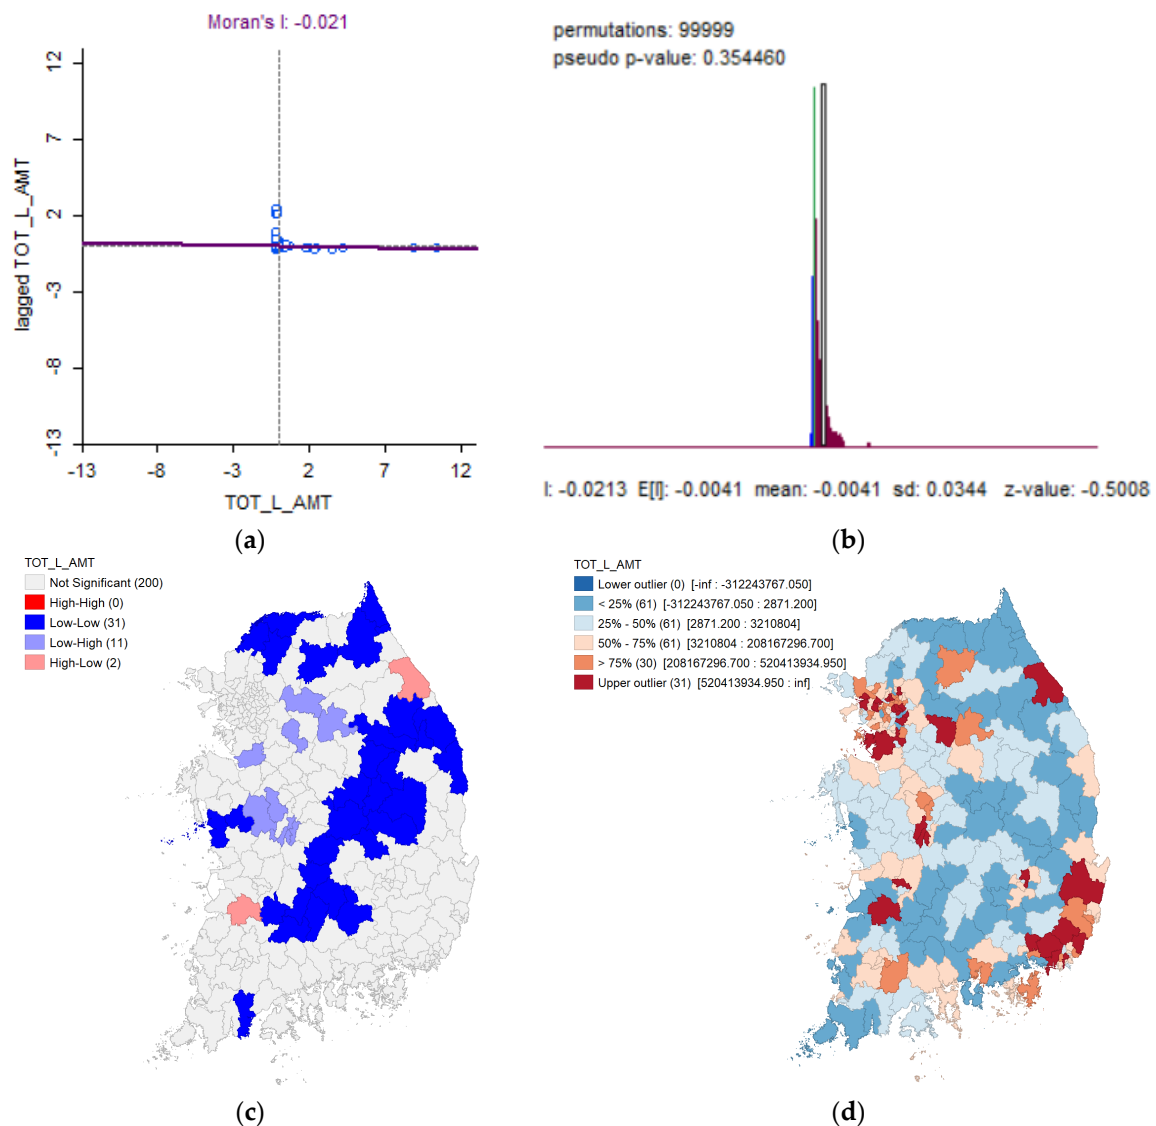 Moran's I: -0.021
12
7
2
-3
-8
-13
lagged TOT_L_AMT
-13 -8 -3 2 7 12
TOT_L_AMT
(a)
permutations: 99999
pseudo p-value: 0.354460
I: -0.0213 E[I]: -0.0041 mean: -0.0041 sd: 0.0344 z-value: -0.5008
(b)
TOT_L_AMT
Not Significant (200)
High-High (0)
Low-Low (31)
Low-High (11)
High-Low (2)
(c)
TOT_L_AMT
Lower outlier (0) [-inf : -312243767.050]
< 25% (61) [-312243767.050 : 2871.200]
25% - 50% (61) [2871.200 : 3210804]
50% - 75% (61) [3210804 : 208167296.700]
> 75% (30) [208167296.700 : 520413934.950]
Upper outlier (31) [520413934.950 : inf]
(d)